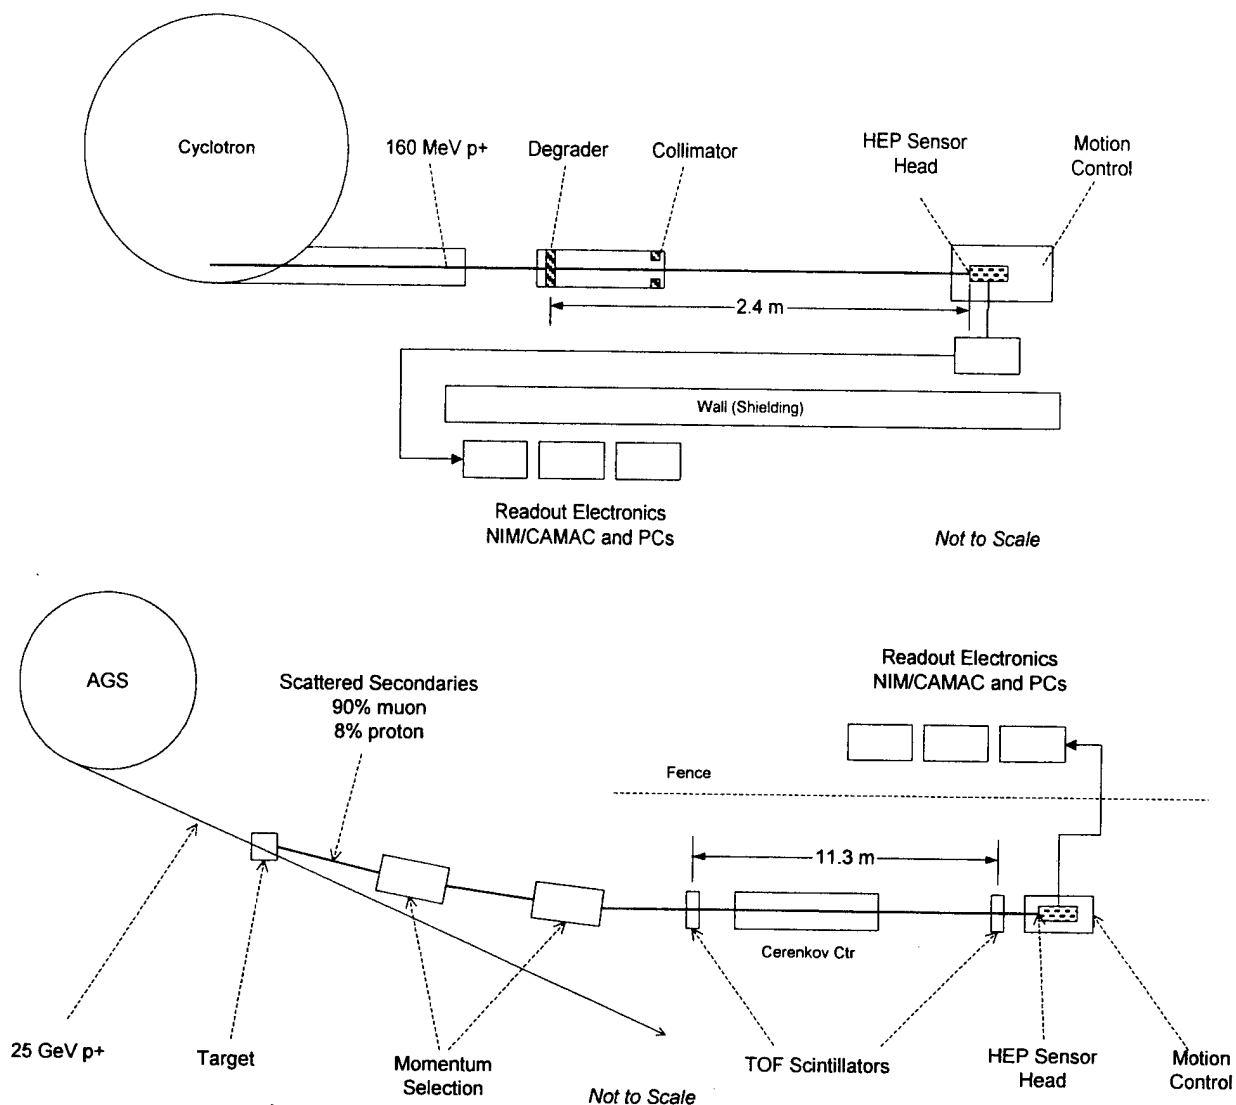 Cyclotron
160 MeV p+
Degrader
Collimator
HEP Sensor
Head
Motion
Control
2.4 m
Wall (Shielding)
Readout Electronics
NIM/CAMAC and PCs
Not to Scale
AGS
Scattered Secondaries
90% muon
8% proton
Readout Electronics
NIM/CAMAC and PCs
Fence
11.3 m
Cerenkov Ctr
25 GeV p+
Target
Momentum
Selection
TOF Scintillators
HEP Sensor
Head
Motion
Control
Not to Scale